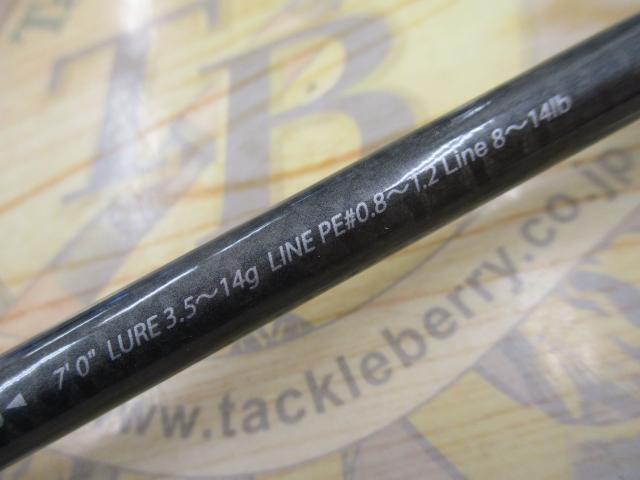 TB
7' 0" LURE 3.5～14g LINE PE#0.8～1.2 Line 8～14lb
www.tackleberry.co.jp